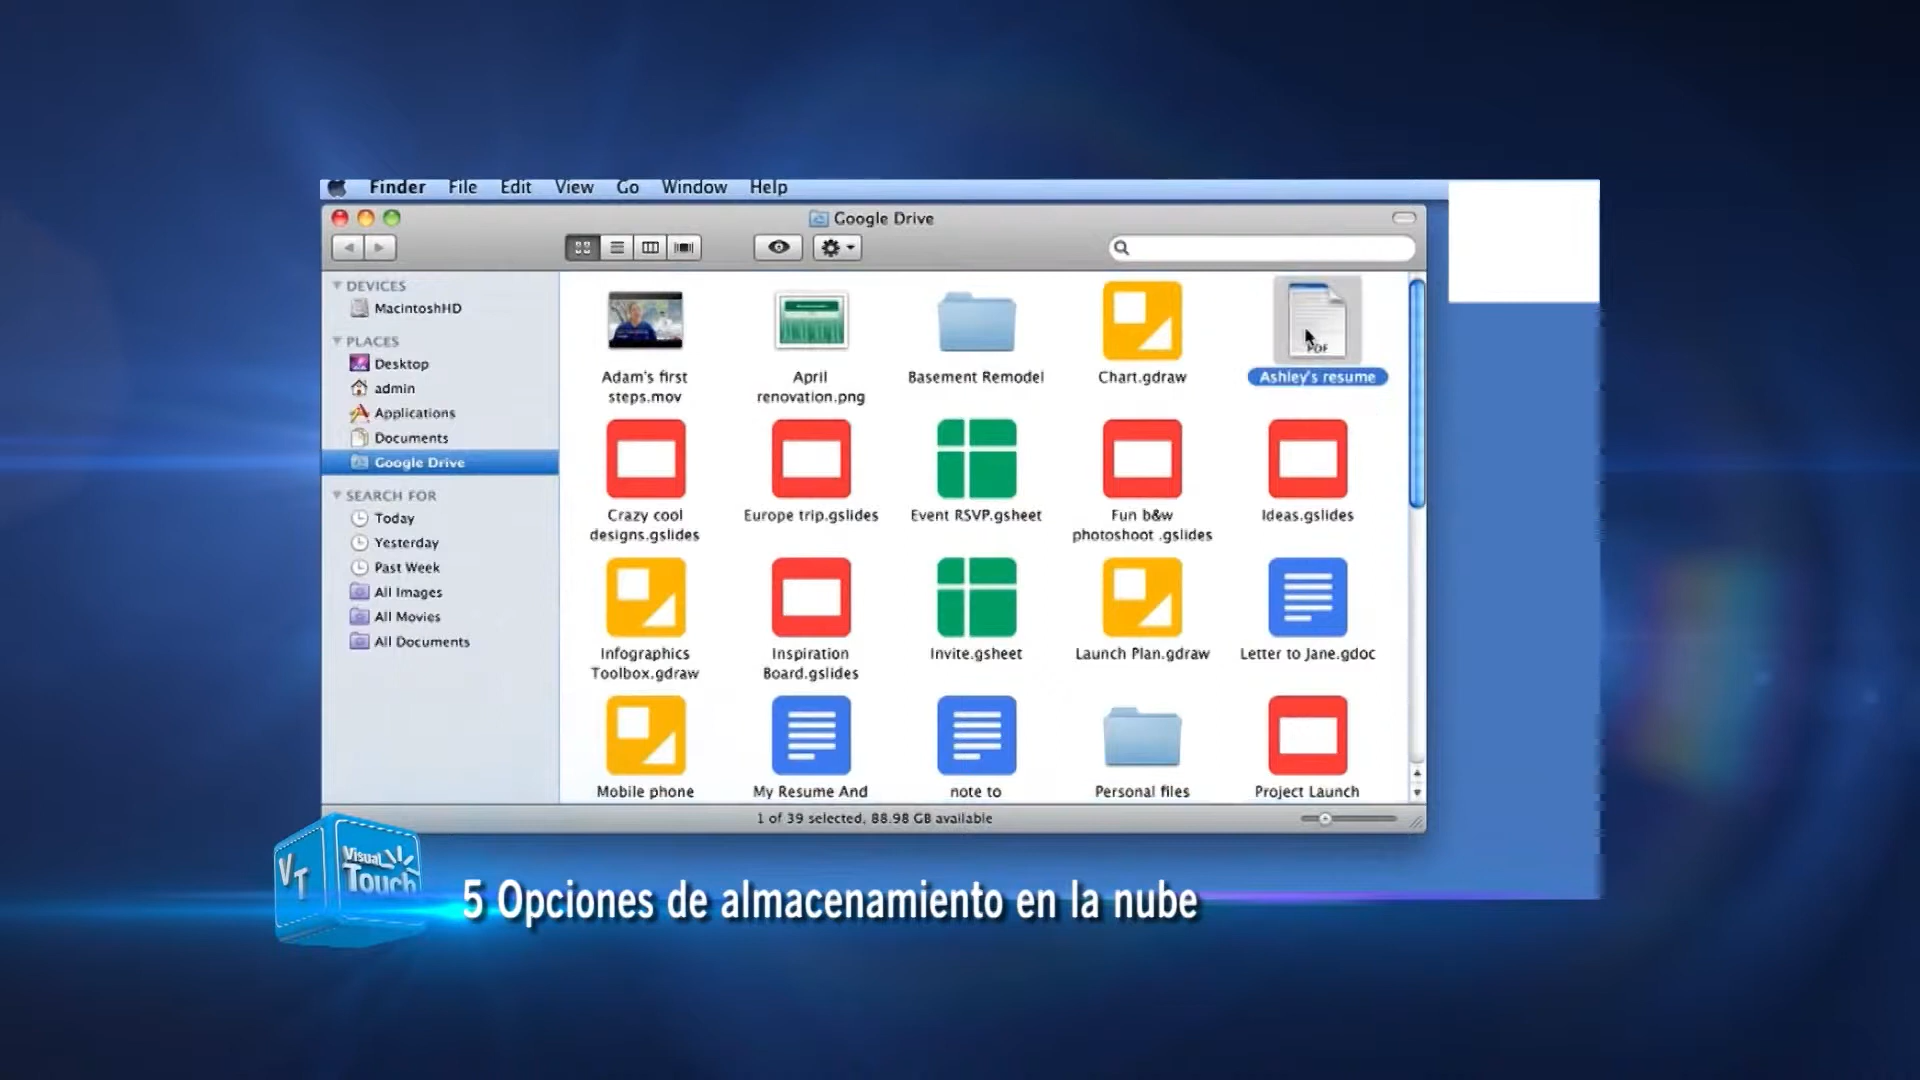 Finder File Edit View Go Window Help
Google Drive
DEVICES
MacintoshHD
PLACES
Desktop
admin
Applications
Documents
Google Drive
SEARCH FOR
Today
Yesterday
Past Week
All Images
All Movies
All Documents
Adam's first
steps.mov
April
renovation.png
Basement Remodel
Chart.gdraw
PDF
Ashley's resume
Crazy cool
designs.gslides
Europe trip.gslides
Event RSVP.gsheet
Fun b&w
photoshoot .gslides
Ideas.gslides
Infographics
Toolbox.gdraw
Inspiration
Board.gslides
Invite.gsheet
Launch Plan.gdraw
Letter to Jane.gdoc
Mobile phone
My Resume And
note to
Personal files
Project Launch
1 of 39 selected, 88.98 GB available
VT
Visual
Touch
5 Opciones de almacenamiento en la nube